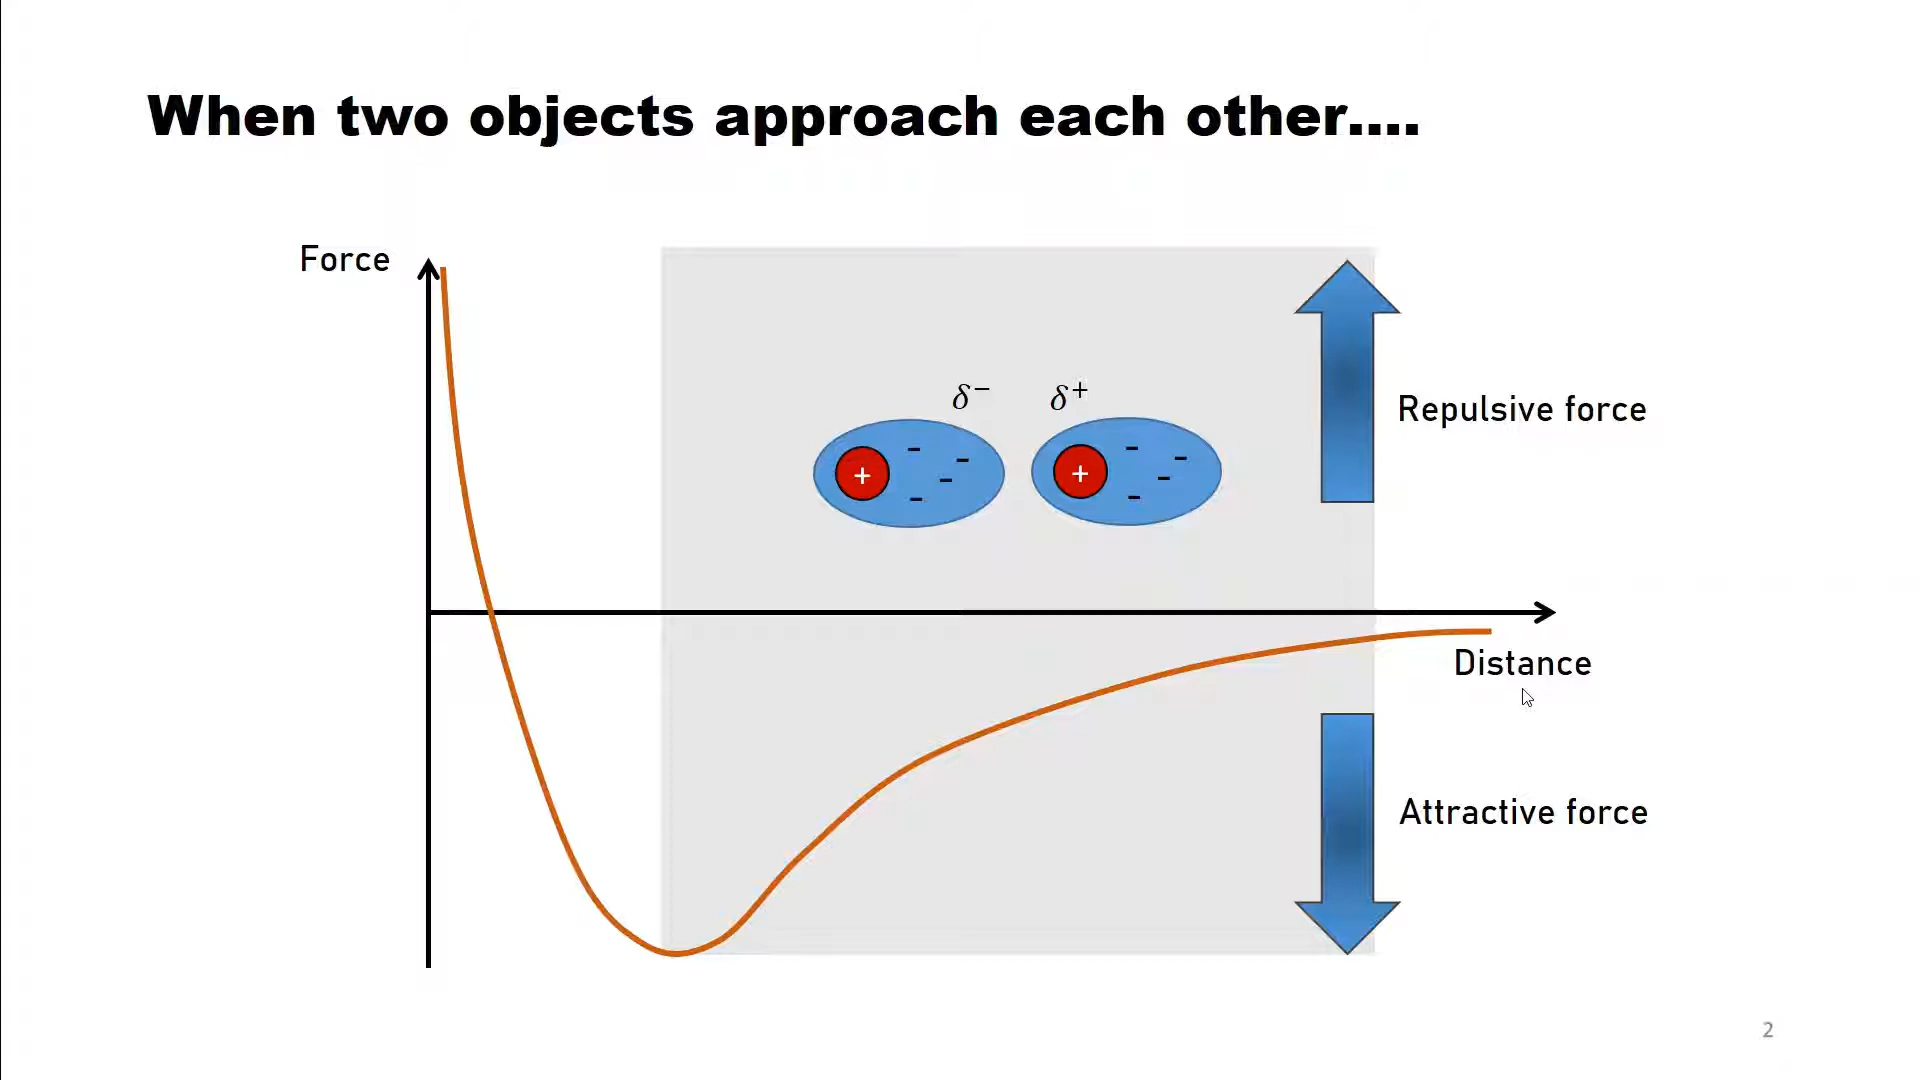 When two objects approach each other....
Force
δ⁻ δ⁺
Repulsive force
+ - - - - + - - - -
Distance
Attractive force
2